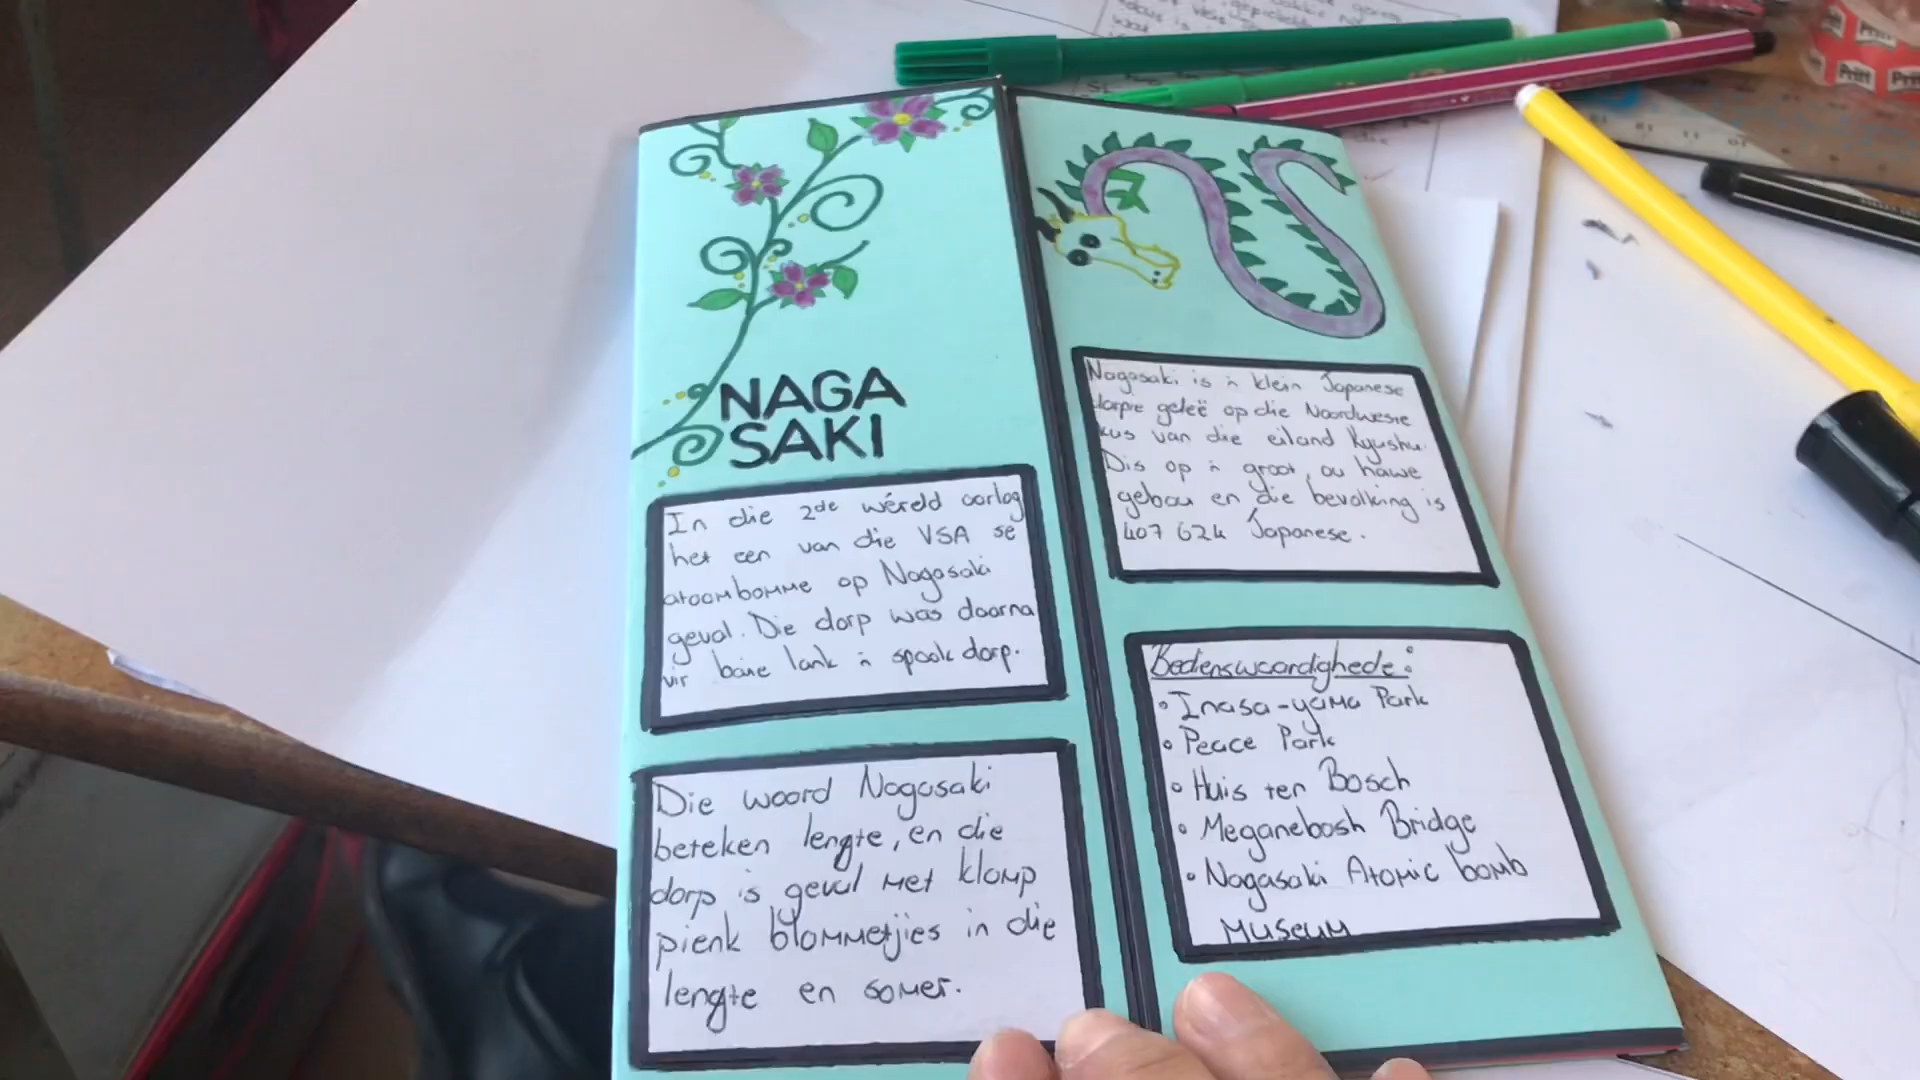 NAGA
SAKI
In die 2de wéreld oorlog
het een van die VSA se
atoombomme op Nagasaki
geval. Die dorp was daarna
vir baie lank 'n spook dorp.
Die woord Nagasaki
beteken lengte, en die
dorp is gevul met klomp
pienk blommetjies in die
lengte en somer.
Nagasaki is 'n klein Japanese
dorpie geleë op die Noordweste
kus van die eiland Kyushu.
Dis op 'n groot, ou hawe
gebou en die bevolking is
407 624 Japanese.
Bedenswaardighede:
• Inasa-yama Park
• Peace Park
• Huis ten Bosch
• Meganebosh Bridge
• Nagasaki Atomic bomb
Museum
Pritt